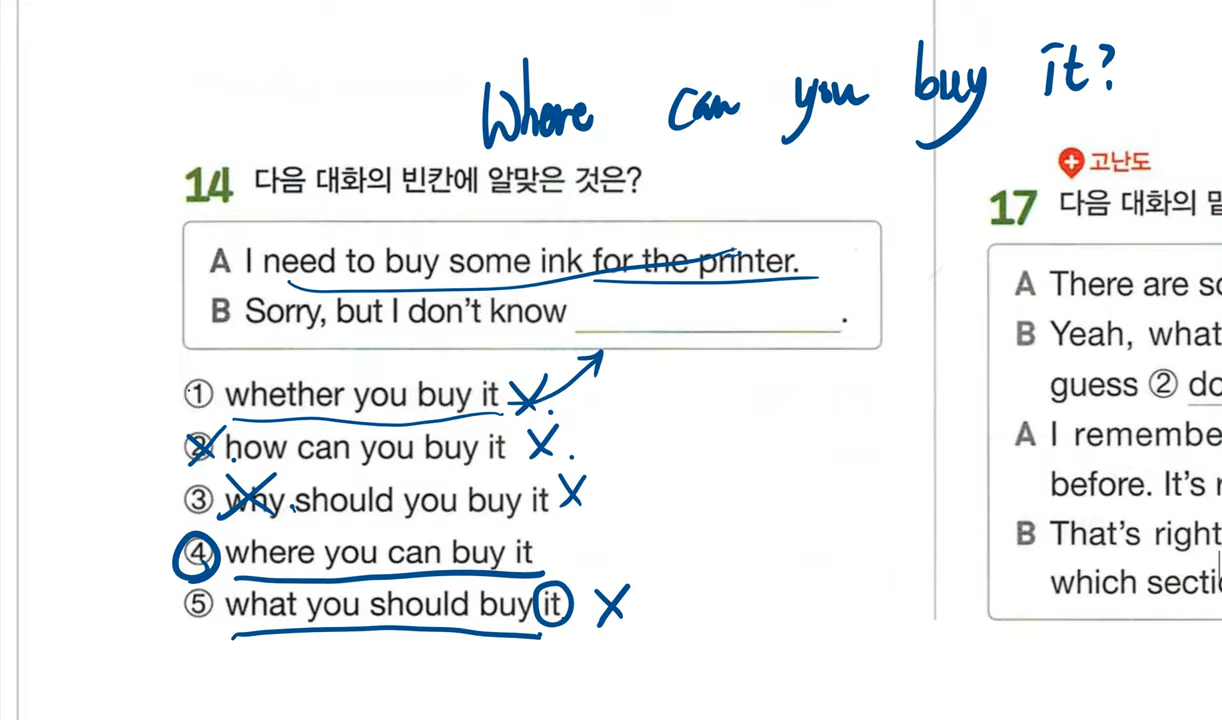 Where can you buy it?
14 다음 대화의 빈칸에 알맞은 것은?
A I need to buy some ink for the printer.
B Sorry, but I don't know ____________.
① whether you buy it
② how can you buy it
③ why should you buy it
④ where you can buy it
⑤ what you should buy it
고난도
17 다음 대화의
A There are
B Yeah, what
guess ②
A I
before. It's
B That's right
which